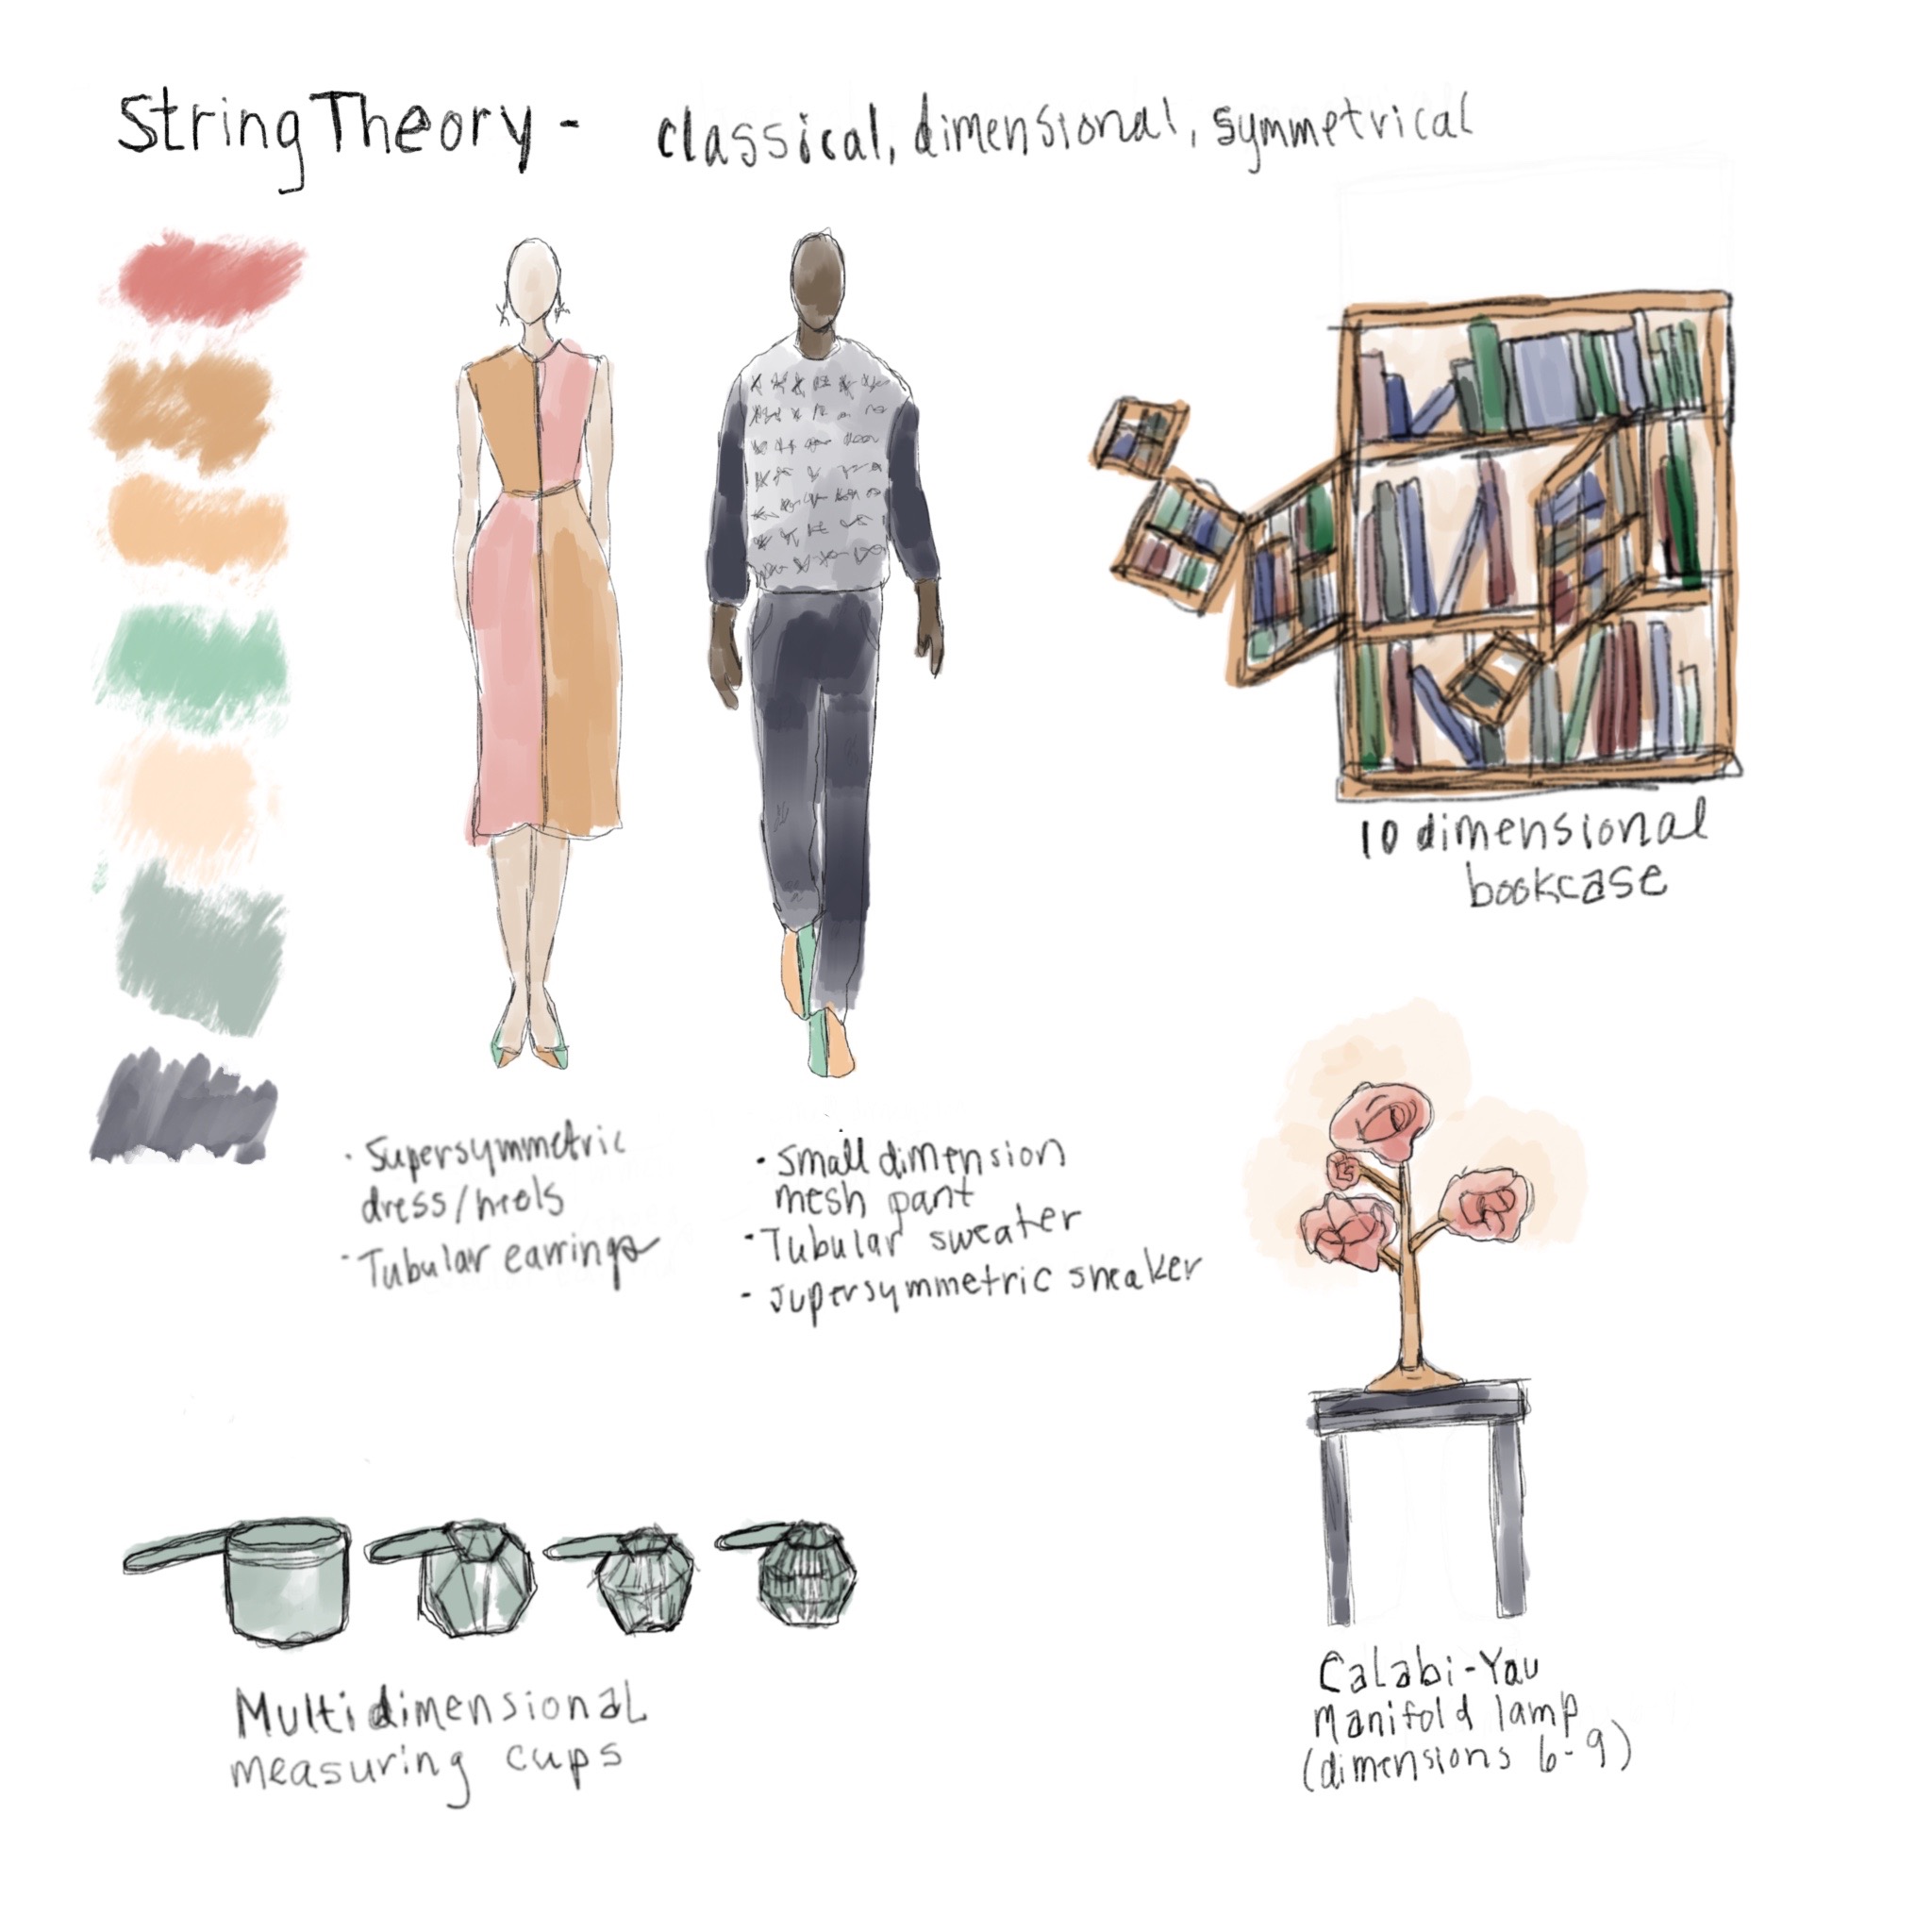 String Theory - classical, dimensional, symmetrical
10 dimensional
bookcase
• Supersymmetric
dress/heels
- Tubular earrings
• Small dimension
mesh pant
- Tubular sweater
- supersymmetric sneaker
Multidimensional
measuring cups
Calabi-Yau
Manifold lamp
(dimensions 6-9)